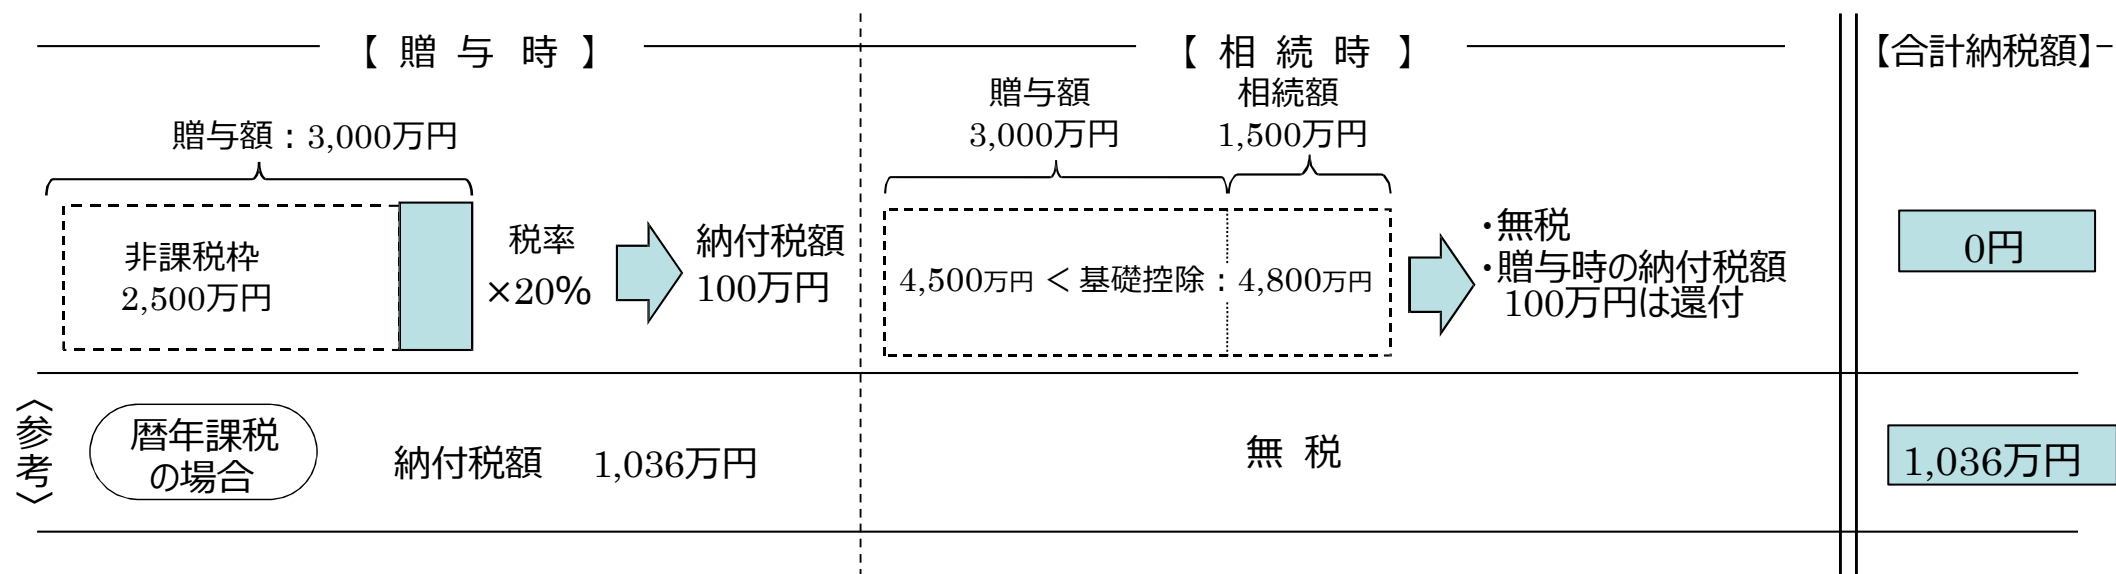 【 贈 与 時 】
【 相 続 時 】
【合計納税額】
贈与額:3,000万円
非課税枠
2,500万円
税率
×20%
納付税額
100万円
贈与額
3,000万円
相続額
1,500万円
4,500万円 < 基礎控除:4,800万円
・無税
・贈与時の納付税額
100万円は還付
0円
〈参考〉
暦年課税
の場合
納付税額 1,036万円
無 税
1,036万円